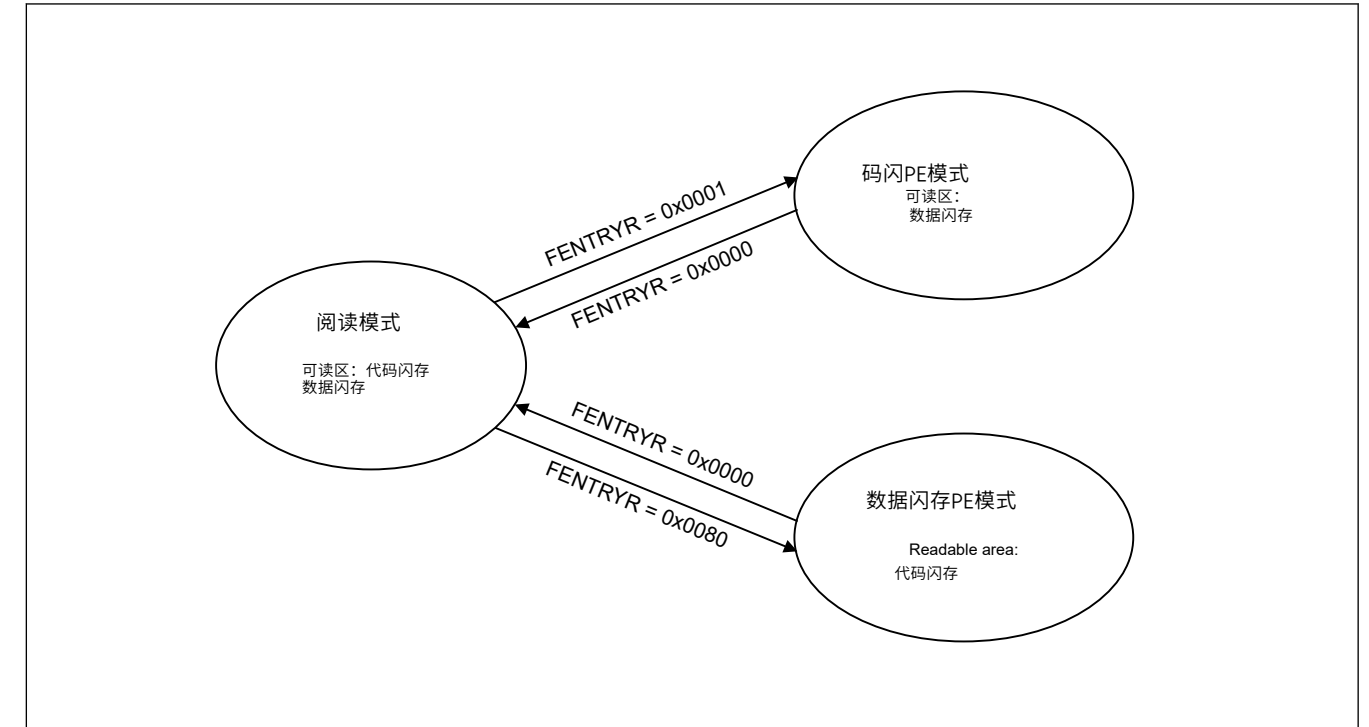 码闪PE模式
可读区：
数据闪存
FENTRYR = 0x0001
FENTRYR = 0x0000
阅读模式
可读区：代码闪存
数据闪存
FENTRYR = 0x0000
FENTRYR = 0x0080
数据闪存PE模式
Readable area:
代码闪存